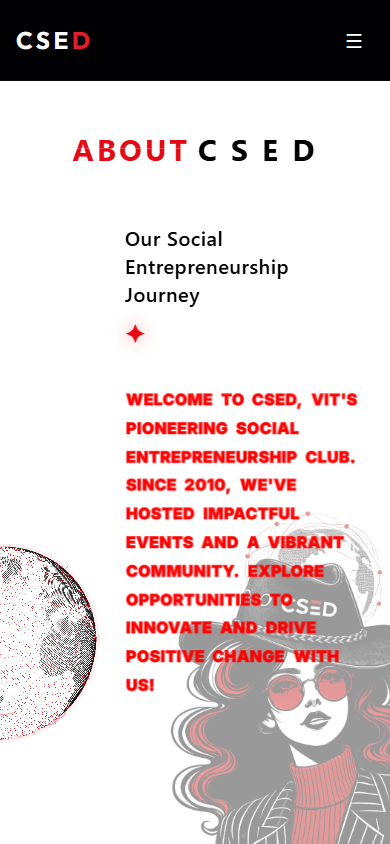 CSED
☰
ABOUT CSED
Our Social
Entrepreneurship
Journey
WELCOME TO CSED, VIT'S
PIONEERING SOCIAL
ENTREPRENEURSHIP CLUB.
SINCE 2010, WE'VE
HOSTED IMPACTFUL
EVENTS AND A VIBRANT
COMMUNITY. EXPLORE
OPPORTUNITIES TO
INNOVATE AND DRIVE
POSITIVE CHANGE WITH
US!
CSED